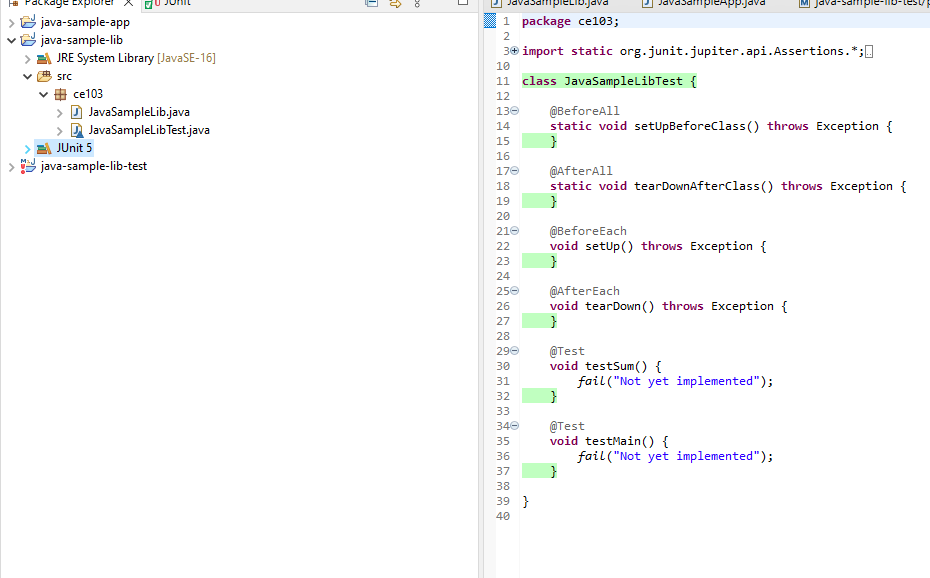 Package Explorer
JUnit
java-sample-app
java-sample-lib
JRE System Library [JavaSE-16]
src
ce103
JavaSampleLib.java
JavaSampleLibTest.java
JUnit 5
java-sample-lib-test
JavaSampleLib.java
JavaSampleApp.java
java-sample-lib-test/
1 package ce103;
2
3 import static org.junit.jupiter.api.Assertions.*;
10
11 class JavaSampleLibTest {
12
13 @BeforeAll
14 static void setUpBeforeClass() throws Exception {
15 }
16
17 @AfterAll
18 static void tearDownAfterClass() throws Exception {
19 }
20
21 @BeforeEach
22 void setUp() throws Exception {
23 }
24
25 @AfterEach
26 void tearDown() throws Exception {
27 }
28
29 @Test
30 void testSum() {
31 fail("Not yet implemented");
32 }
33
34 @Test
35 void testMain() {
36 fail("Not yet implemented");
37 }
38
39 }
40